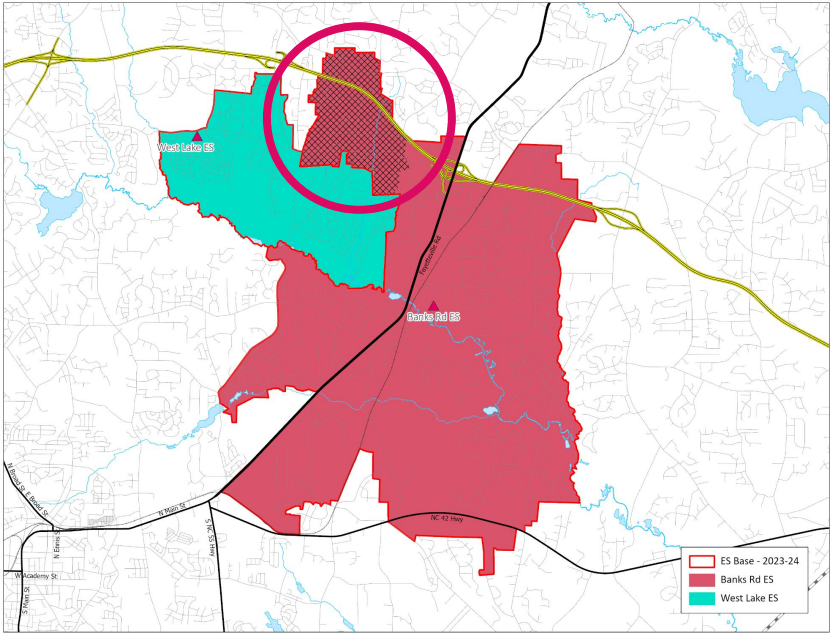 West Lake ES
Fayetteville Rd
Banks Rd ES
N Broad St
E Broad St
N Main St
NC 42 Hwy
N Ennis St
S NC 55 Hwy
W Academy St
S Main St
ES Base - 2023-24
Banks Rd ES
West Lake ES